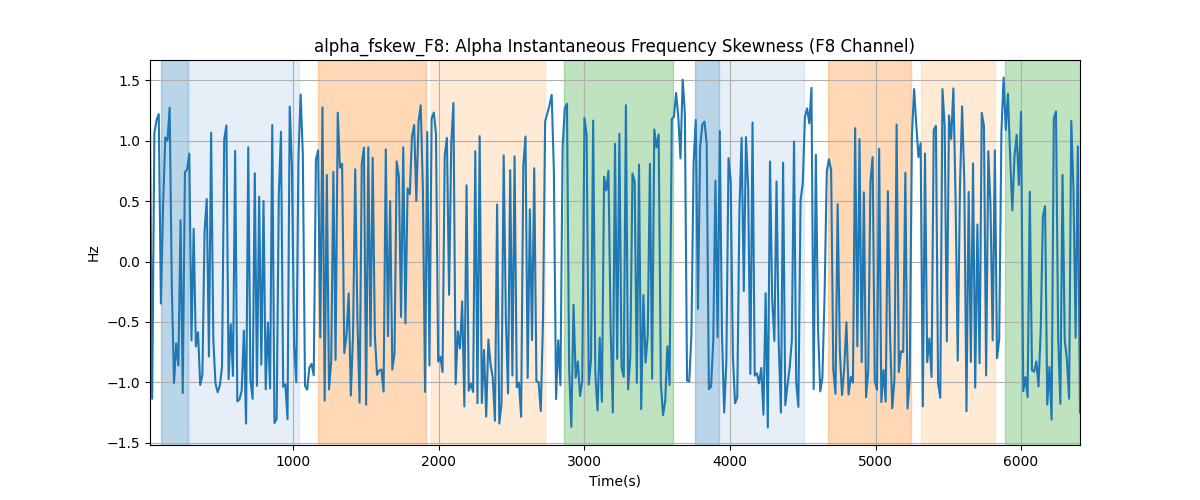 alpha_fskew_F8: Alpha Instantaneous Frequency Skewness (F8 Channel)
1.5
1.0
0.5
0.0
−0.5
−1.0
−1.5
Hz
1000 2000 3000 4000 5000 6000
Time(s)